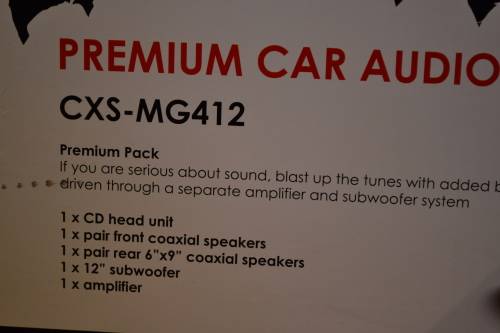 PREMIUM CAR AUDIO
CXS-MG412
Premium Pack
If you are serious about sound, blast up the tunes with added
driven through a separate amplifier and subwoofer system
1 x CD head unit
1 x pair front coaxial speakers
1 x pair rear 6"x9" coaxial speakers
1 x 12" subwoofer
1 x amplifier